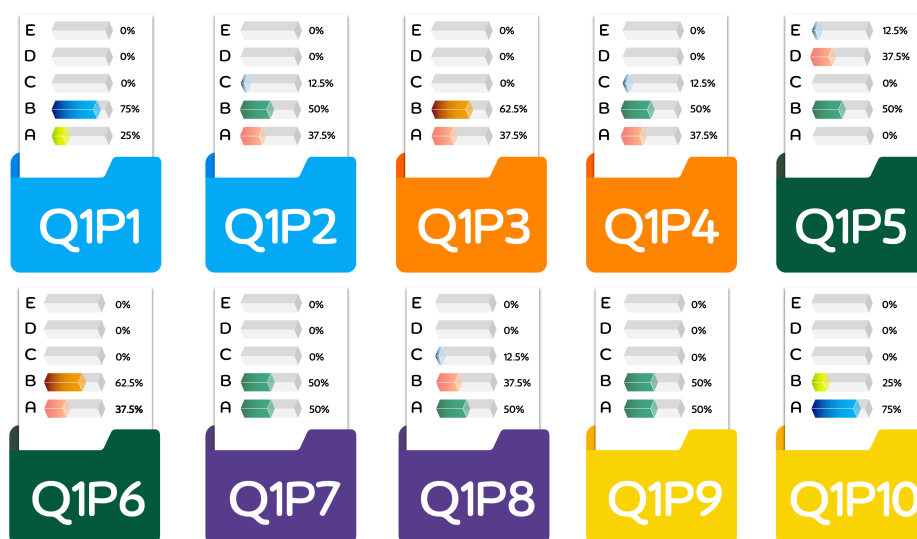 E 0%
D 0%
C 0%
B 75%
A 25%
Q1P1
E 0%
D 0%
C 12.5%
B 50%
A 37.5%
Q1P2
E 0%
D 0%
C 0%
B 62.5%
A 37.5%
Q1P3
E 0%
D 0%
C 12.5%
B 50%
A 37.5%
Q1P4
E 12.5%
D 37.5%
C 0%
B 50%
A 0%
Q1P5
E 0%
D 0%
C 0%
B 62.5%
A 37.5%
Q1P6
E 0%
D 0%
C 0%
B 50%
A 50%
Q1P7
E 0%
D 0%
C 12.5%
B 37.5%
A 50%
Q1P8
E 0%
D 0%
C 0%
B 50%
A 50%
Q1P9
E 0%
D 0%
C 0%
B 25%
A 75%
Q1P10